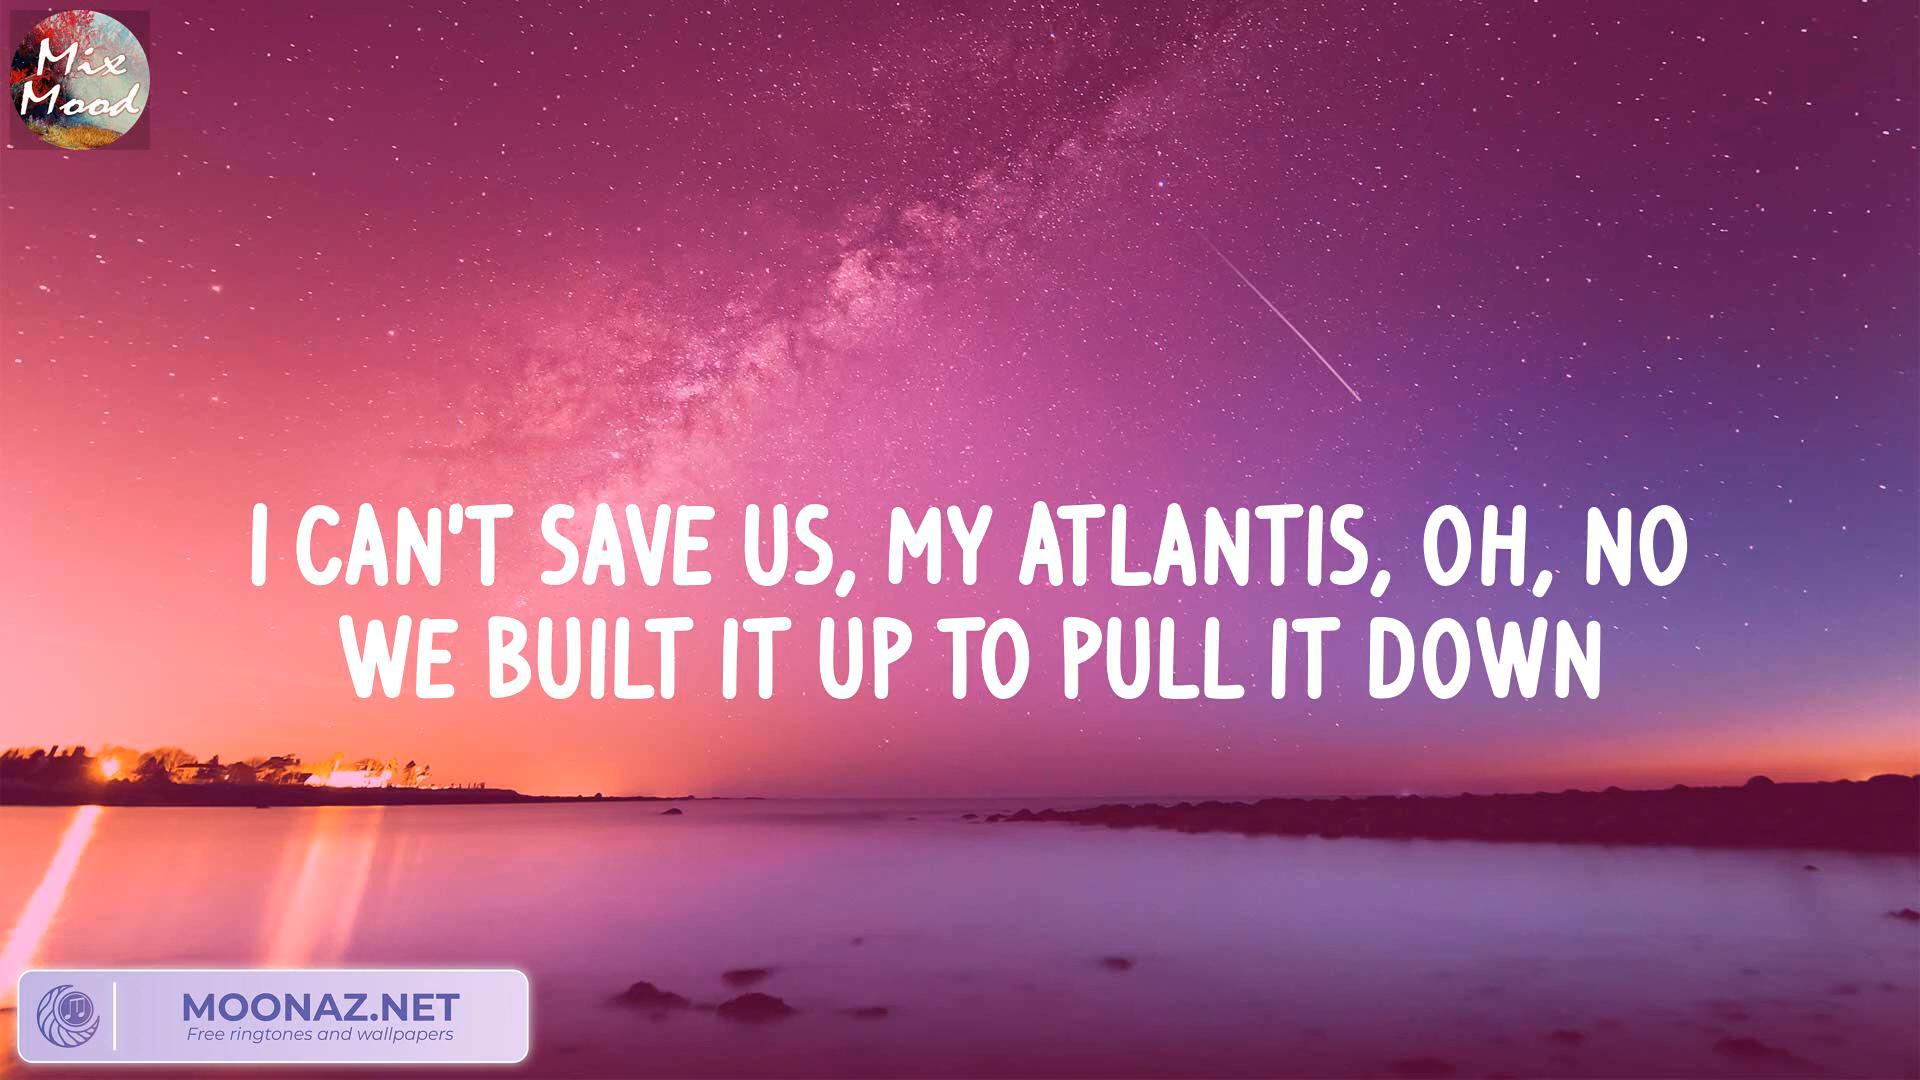 Mix
Mood
I CAN'T SAVE US, MY ATLANTIS, OH, NO
WE BUILT IT UP TO PULL IT DOWN
MOONAZ.NET
Free ringtones and wallpapers